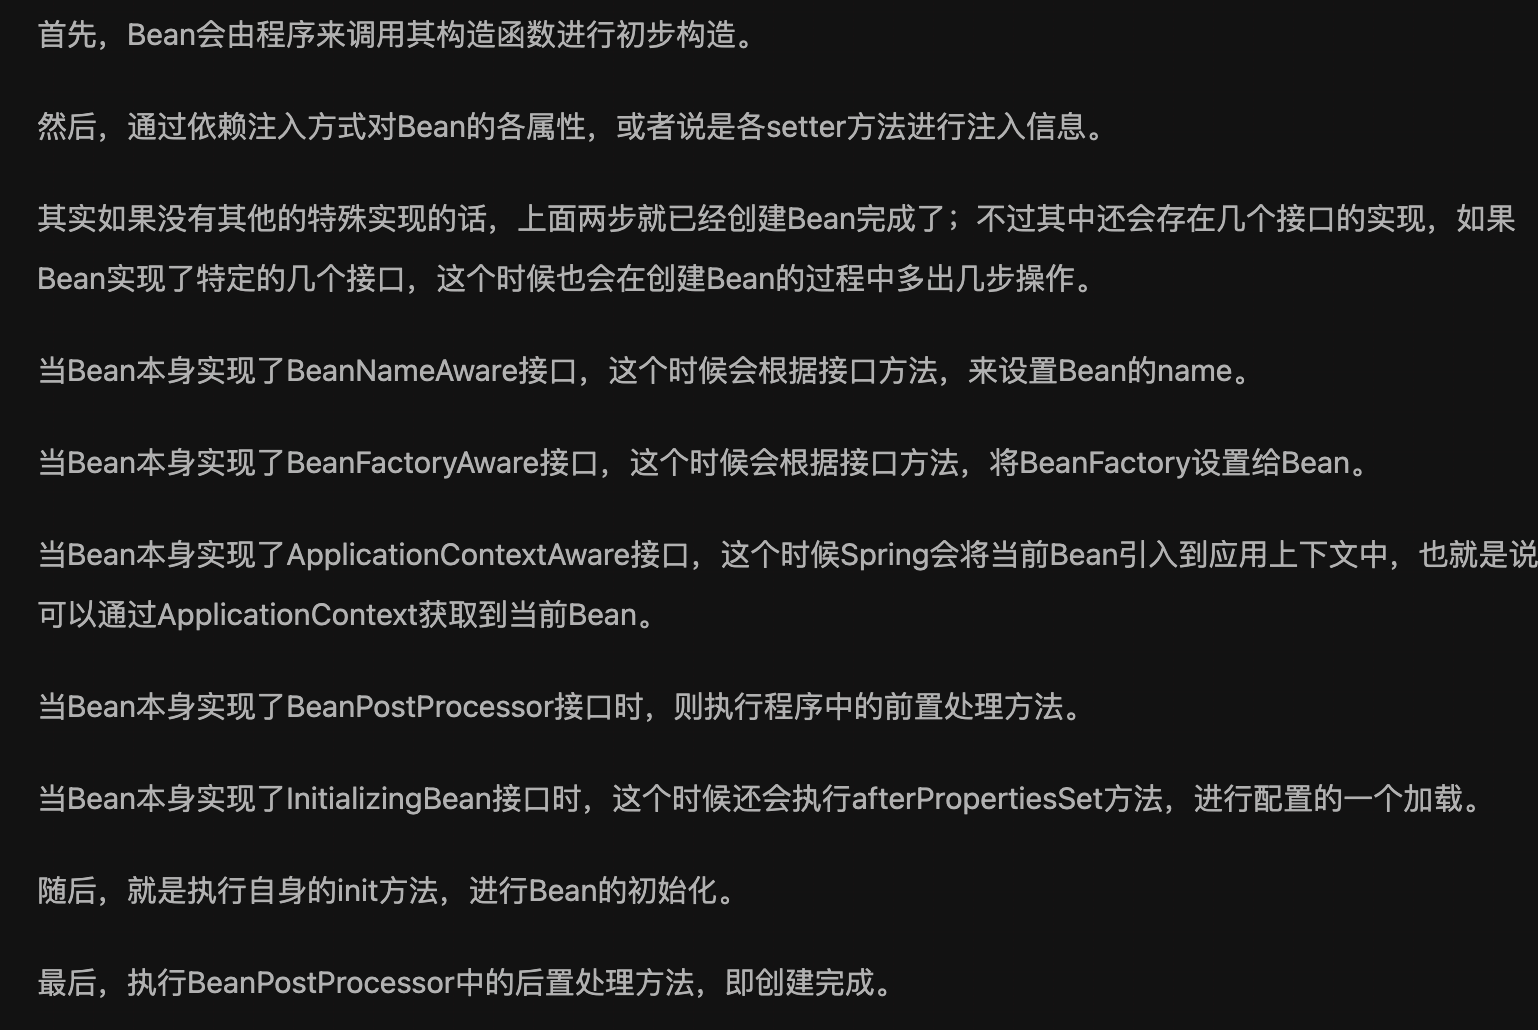 首先，Bean会由程序来调用其构造函数进行初步构造。
然后，通过依赖注入方式对Bean的各属性，或者说是各setter方法进行注入信息。
其实如果没有其他的特殊实现的话，上面两步就已经创建Bean完成了；不过其中还会存在几个接口的实现，如果
Bean实现了特定的几个接口，这个时候也会在创建Bean的过程中多出几步操作。
当Bean本身实现了BeanNameAware接口，这个时候会根据接口方法，来设置Bean的name。
当Bean本身实现了BeanFactoryAware接口，这个时候会根据接口方法，将BeanFactory设置给Bean。
当Bean本身实现了ApplicationContextAware接口，这个时候Spring会将当前Bean引入到应用上下文中，也就是说
可以通过ApplicationContext获取到当前Bean。
当Bean本身实现了BeanPostProcessor接口时，则执行程序中的前置处理方法。
当Bean本身实现了InitializingBean接口时，这个时候还会执行afterPropertiesSet方法，进行配置的一个加载。
随后，就是执行自身的init方法，进行Bean的初始化。
最后，执行BeanPostProcessor中的后置处理方法，即创建完成。